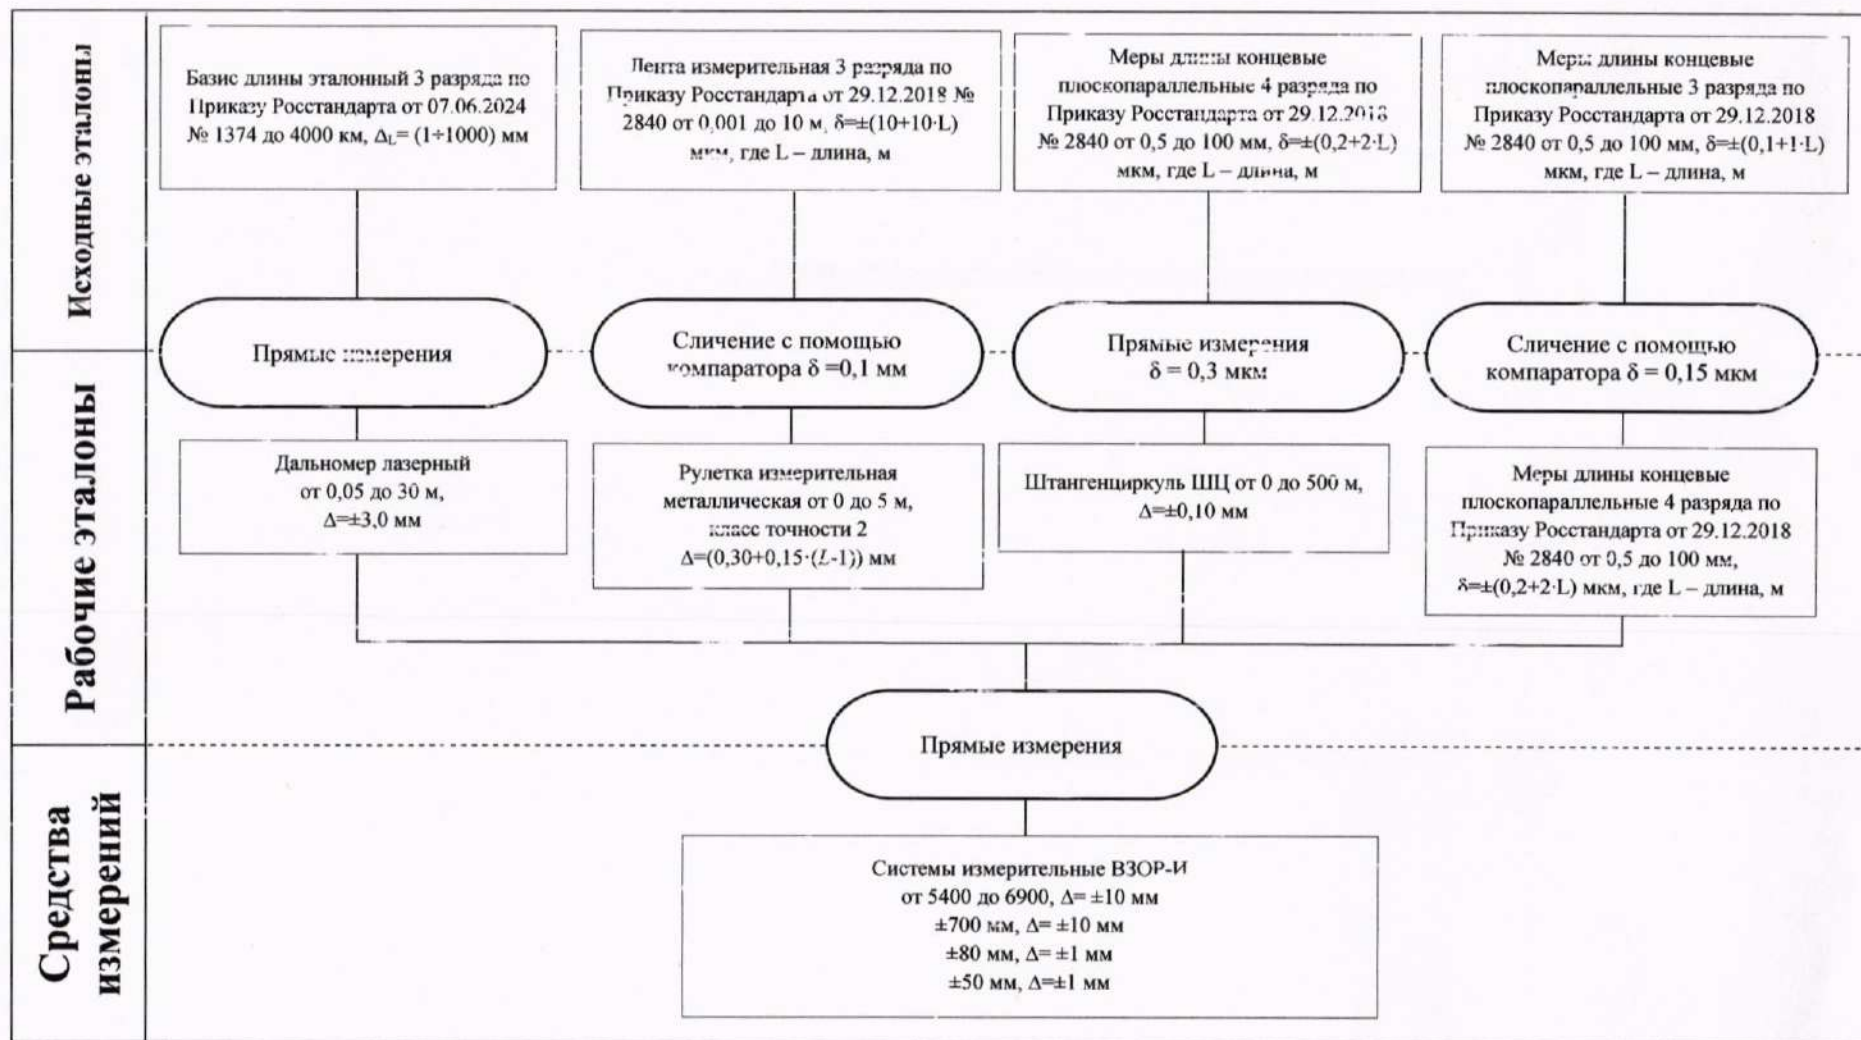 Исходные эталоны
Базис длины эталонный 3 разряда по
Приказу Росстандарта от 07.06.2024
№ 1374 до 4000 км, ΔL= (1÷1000) мм
Лента измерительная 3 разряда по
Приказу Росстандарта от 29.12.2018 №
2840 от 0,001 до 10 м, δ=±(10+10·L)
мкм, где L – длина, м
Меры длины концевые
плоскопараллельные 4 разряда по
Приказу Росстандарта от 29.12.2018
№ 2840 от 0,5 до 100 мм, δ=±(0,2+2·L)
мкм, где L – длина, м
Меры длины концевые
плоскопараллельные 3 разряда по
Приказу Росстандарта от 29.12.2018
№ 2840 от 0,5 до 100 мм, δ=±(0,1+1·L)
мкм, где L – длина, м
Прямые измерения
Сличение с помощью
компаратора δ =0,1 мм
Прямые измерения
δ = 0,3 мкм
Сличение с помощью
компаратора δ = 0,15 мкм
Рабочие эталоны
Дальномер лазерный
от 0,05 до 30 м,
Δ=±3,0 мм
Рулетка измерительная
металлическая от 0 до 5 м,
класс точности 2
Δ=(0,30+0,15·(L-1)) мм
Штангенциркуль ШЦ от 0 до 500 м,
Δ=±0,10 мм
Меры длины концевые
плоскопараллельные 4 разряда по
Приказу Росстандарта от 29.12.2018
№ 2840 от 0,5 до 100 мм,
δ=±(0,2+2·L) мкм, где L – длина, м
Прямые измерения
Средства
измерений
Системы измерительные ВЗОР-И
от 5400 до 6900, Δ= ±10 мм
±700 мм, Δ= ±10 мм
±80 мм, Δ= ±1 мм
±50 мм, Δ=±1 мм